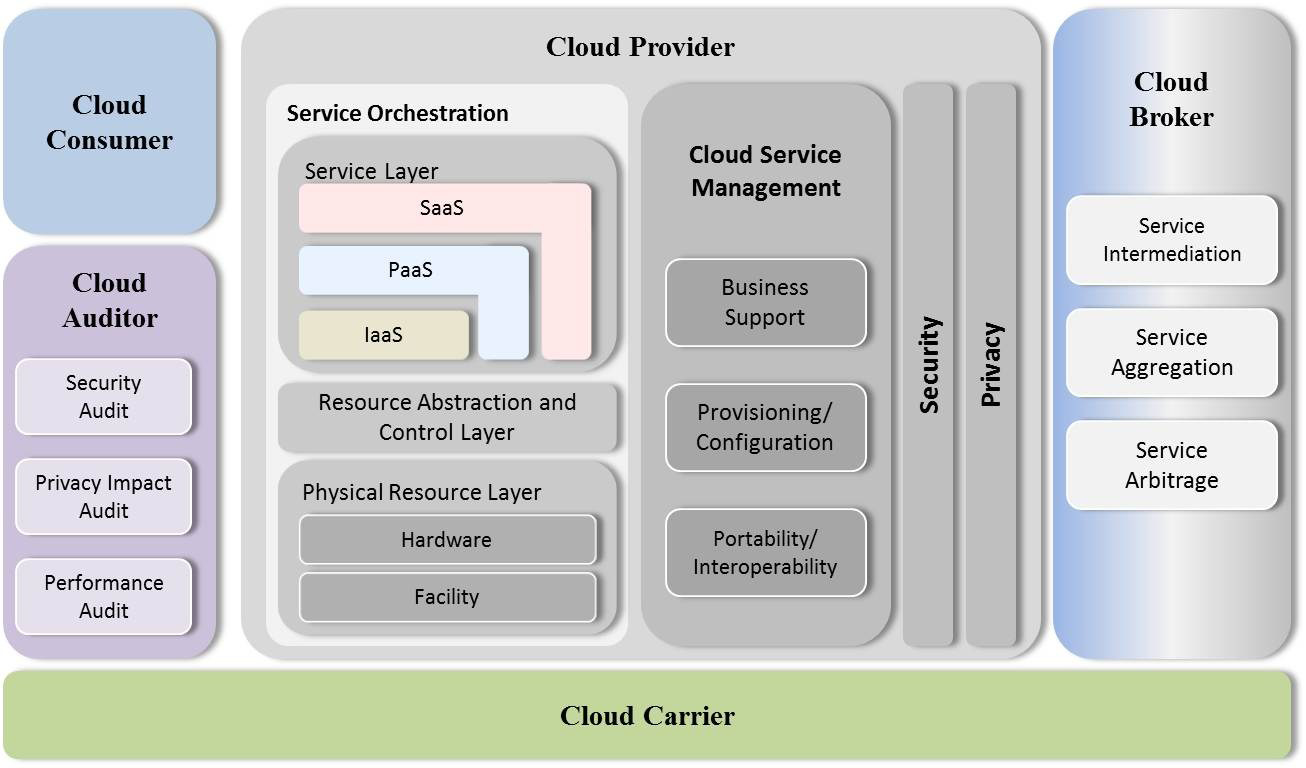 Cloud
Consumer
Cloud
Auditor
Security
Audit
Privacy Impact
Audit
Performance
Audit
Cloud Provider
Service Orchestration
Service Layer
SaaS
PaaS
IaaS
Resource Abstraction and
Control Layer
Physical Resource Layer
Hardware
Facility
Cloud Service
Management
Business
Support
Provisioning/
Configuration
Portability/
Interoperability
Security
Privacy
Cloud
Broker
Service
Intermediation
Service
Aggregation
Service
Arbitrage
Cloud Carrier